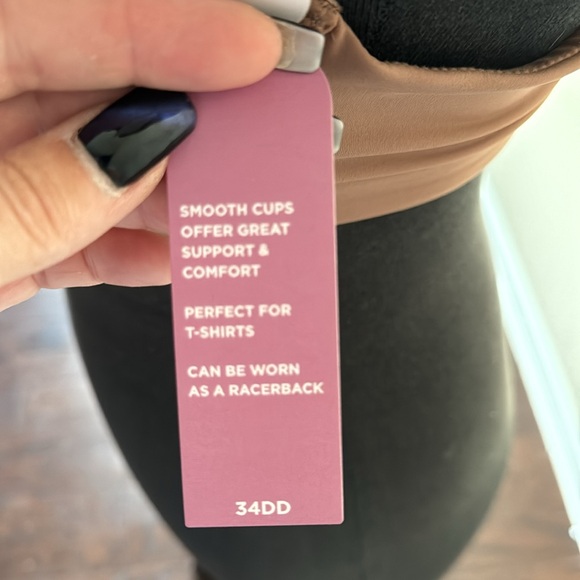 SMOOTH CUPS
OFFER GREAT
SUPPORT &
COMFORT
PERFECT FOR
T-SHIRTS
CAN BE WORN
AS A RACERBACK
34DD